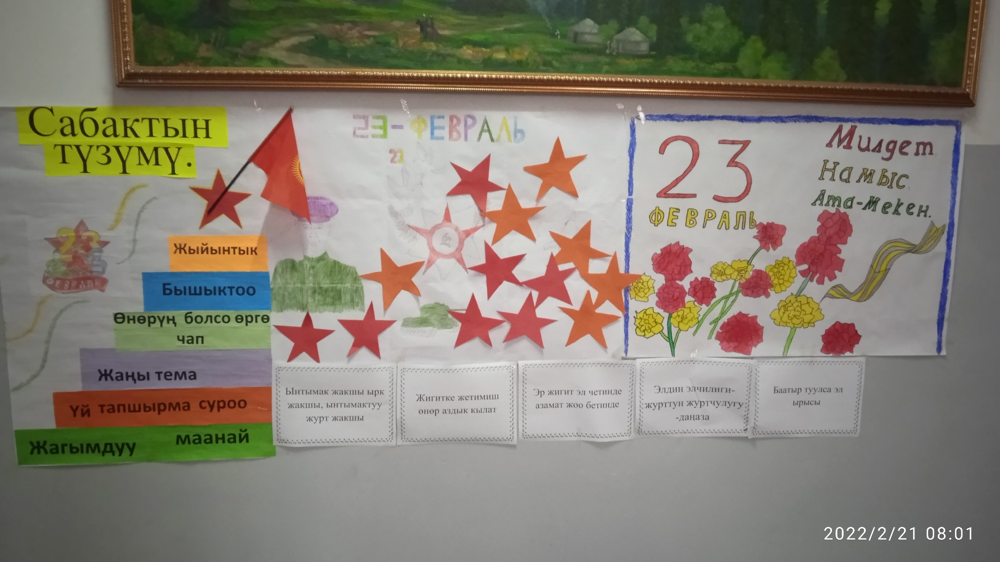 Сабактын
түзүмү.
23
ФЕВРАЛЬ
Жыйынтык
Бышыктоо
Өнөрүң болсо өргө
чап
Жаңы тема
Үй тапшырма суроо
Жагымдуу маанай
23-ФЕВРАЛЬ
23
23
ФЕВРАЛЬ
Милдет
Намыс
Ата-Мекен.
Ынтымак жакшы ырк
жакшы, ынтымактуу
журт жакшы
Жигитке жетимиш
өнөр аздык кылат
Эр жигит эл четинде
азамат жоо бетинде
Элдин элчилиги-
журттун журтчулугу
-даңаза
Баатыр туулса эл
ырысы
2022/2/21 08:01